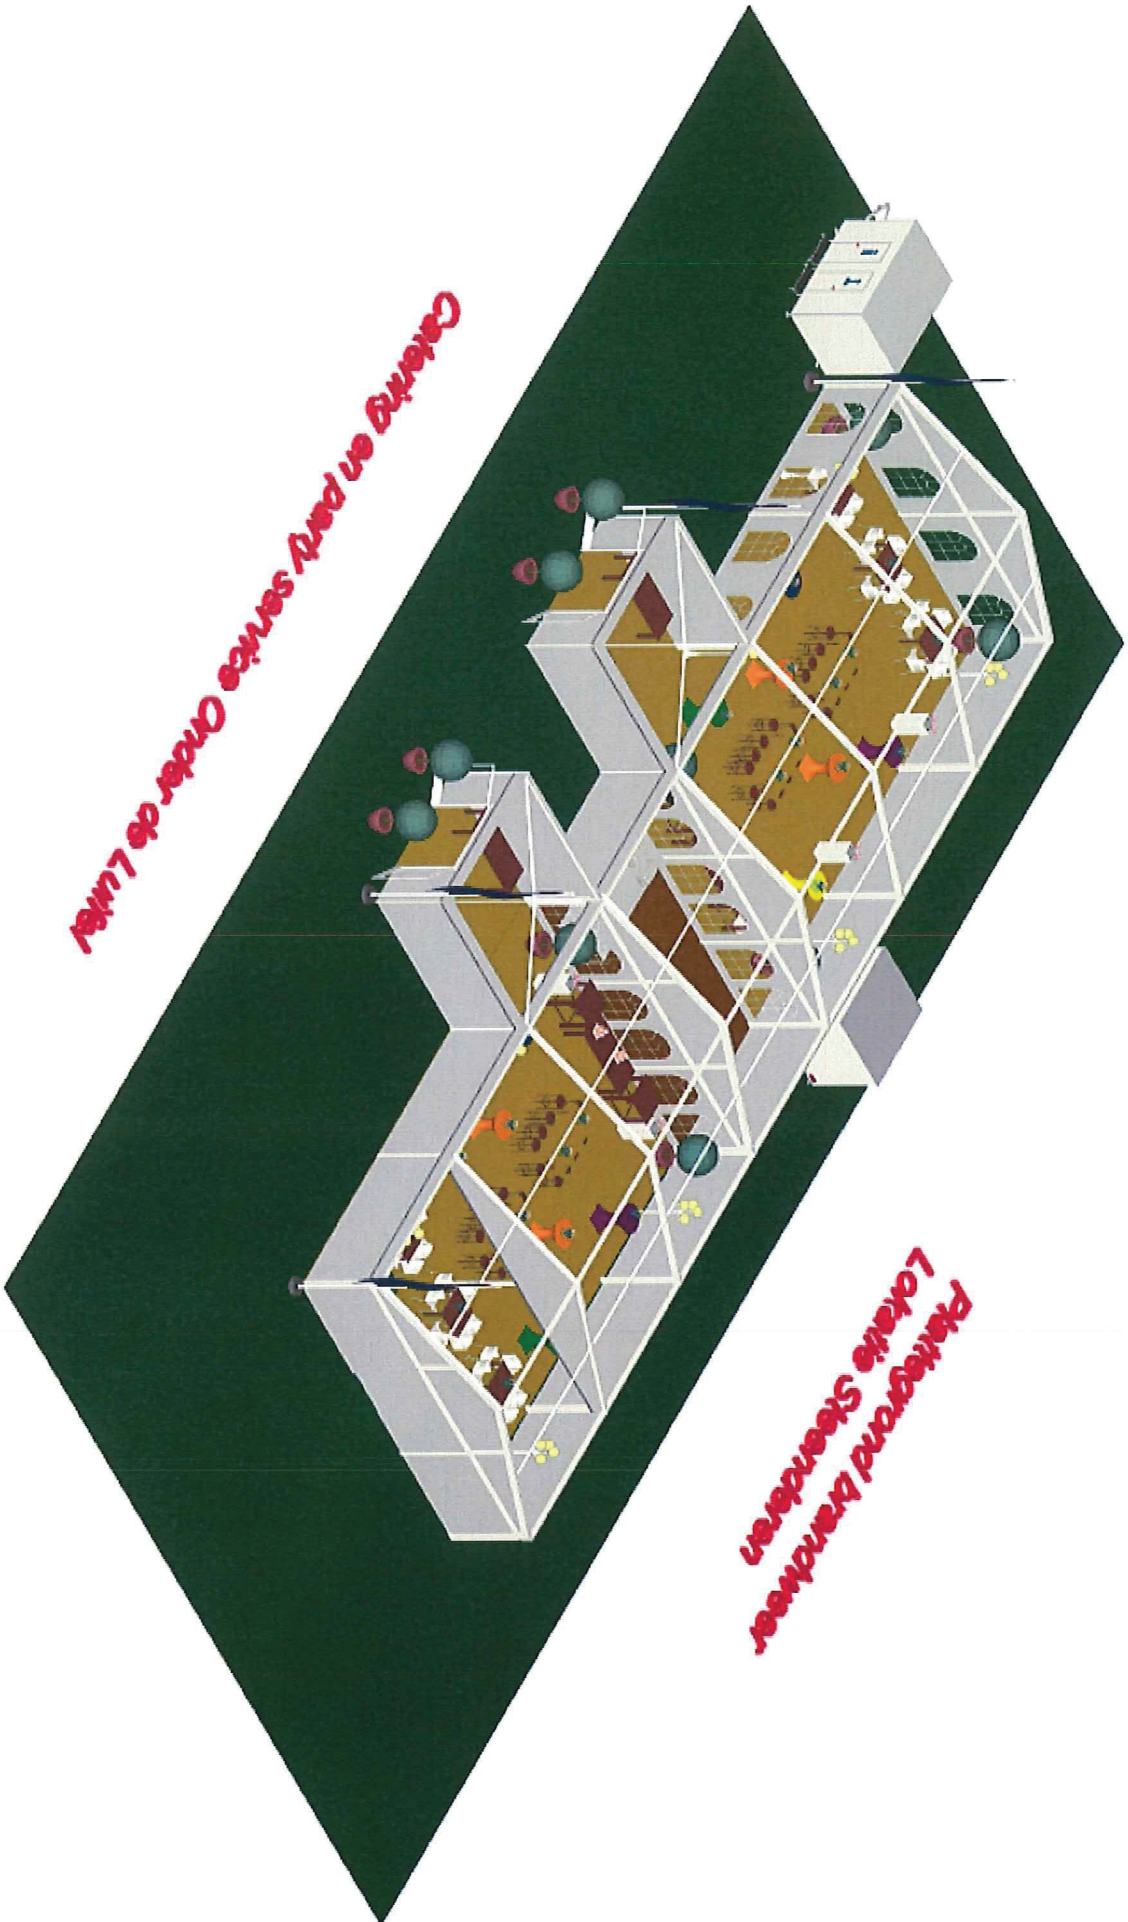 Plattegrond brandweer
Lokatie Steenderen
Catering en party service Onder de Luifel